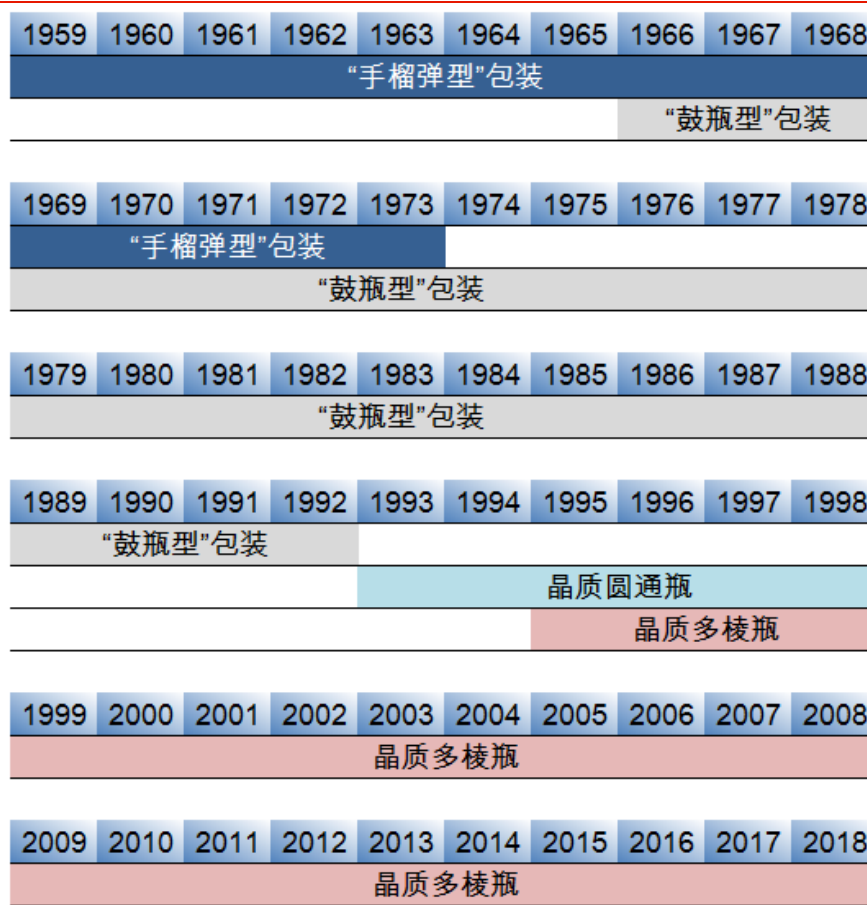 1959 1960 1961 1962 1963 1964 1965 1966 1967 1968
“手榴弹型”包装
“鼓瓶型”包装
1969 1970 1971 1972 1973 1974 1975 1976 1977 1978
“手榴弹型”包装
“鼓瓶型”包装
1979 1980 1981 1982 1983 1984 1985 1986 1987 1988
“鼓瓶型”包装
1989 1990 1991 1992 1993 1994 1995 1996 1997 1998
“鼓瓶型”包装
晶质圆通瓶
晶质多棱瓶
1999 2000 2001 2002 2003 2004 2005 2006 2007 2008
晶质多棱瓶
2009 2010 2011 2012 2013 2014 2015 2016 2017 2018
晶质多棱瓶